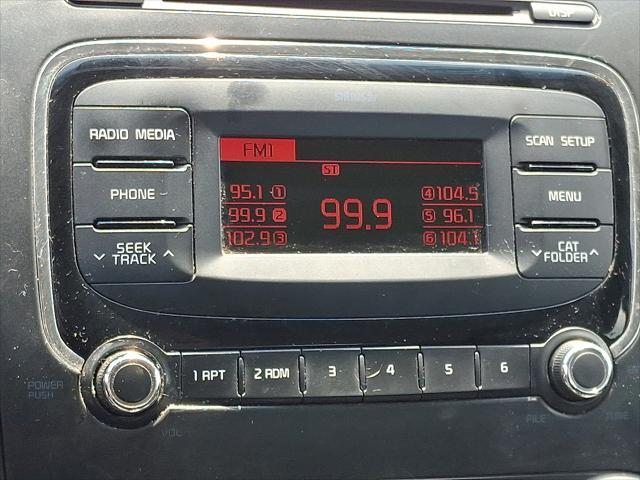 DISP
RADIO MEDIA
PHONE
SEEK
TRACK
FM1
ST
95.1 1
99.9 2
102.9 3
99.9
4 104.5
5 96.1
6 104.1
SCAN SETUP
MENU
CAT
FOLDER
1 RPT
2 RDM
3
4
5
6
POWER
PUSH
VOL
FILE
TUNE